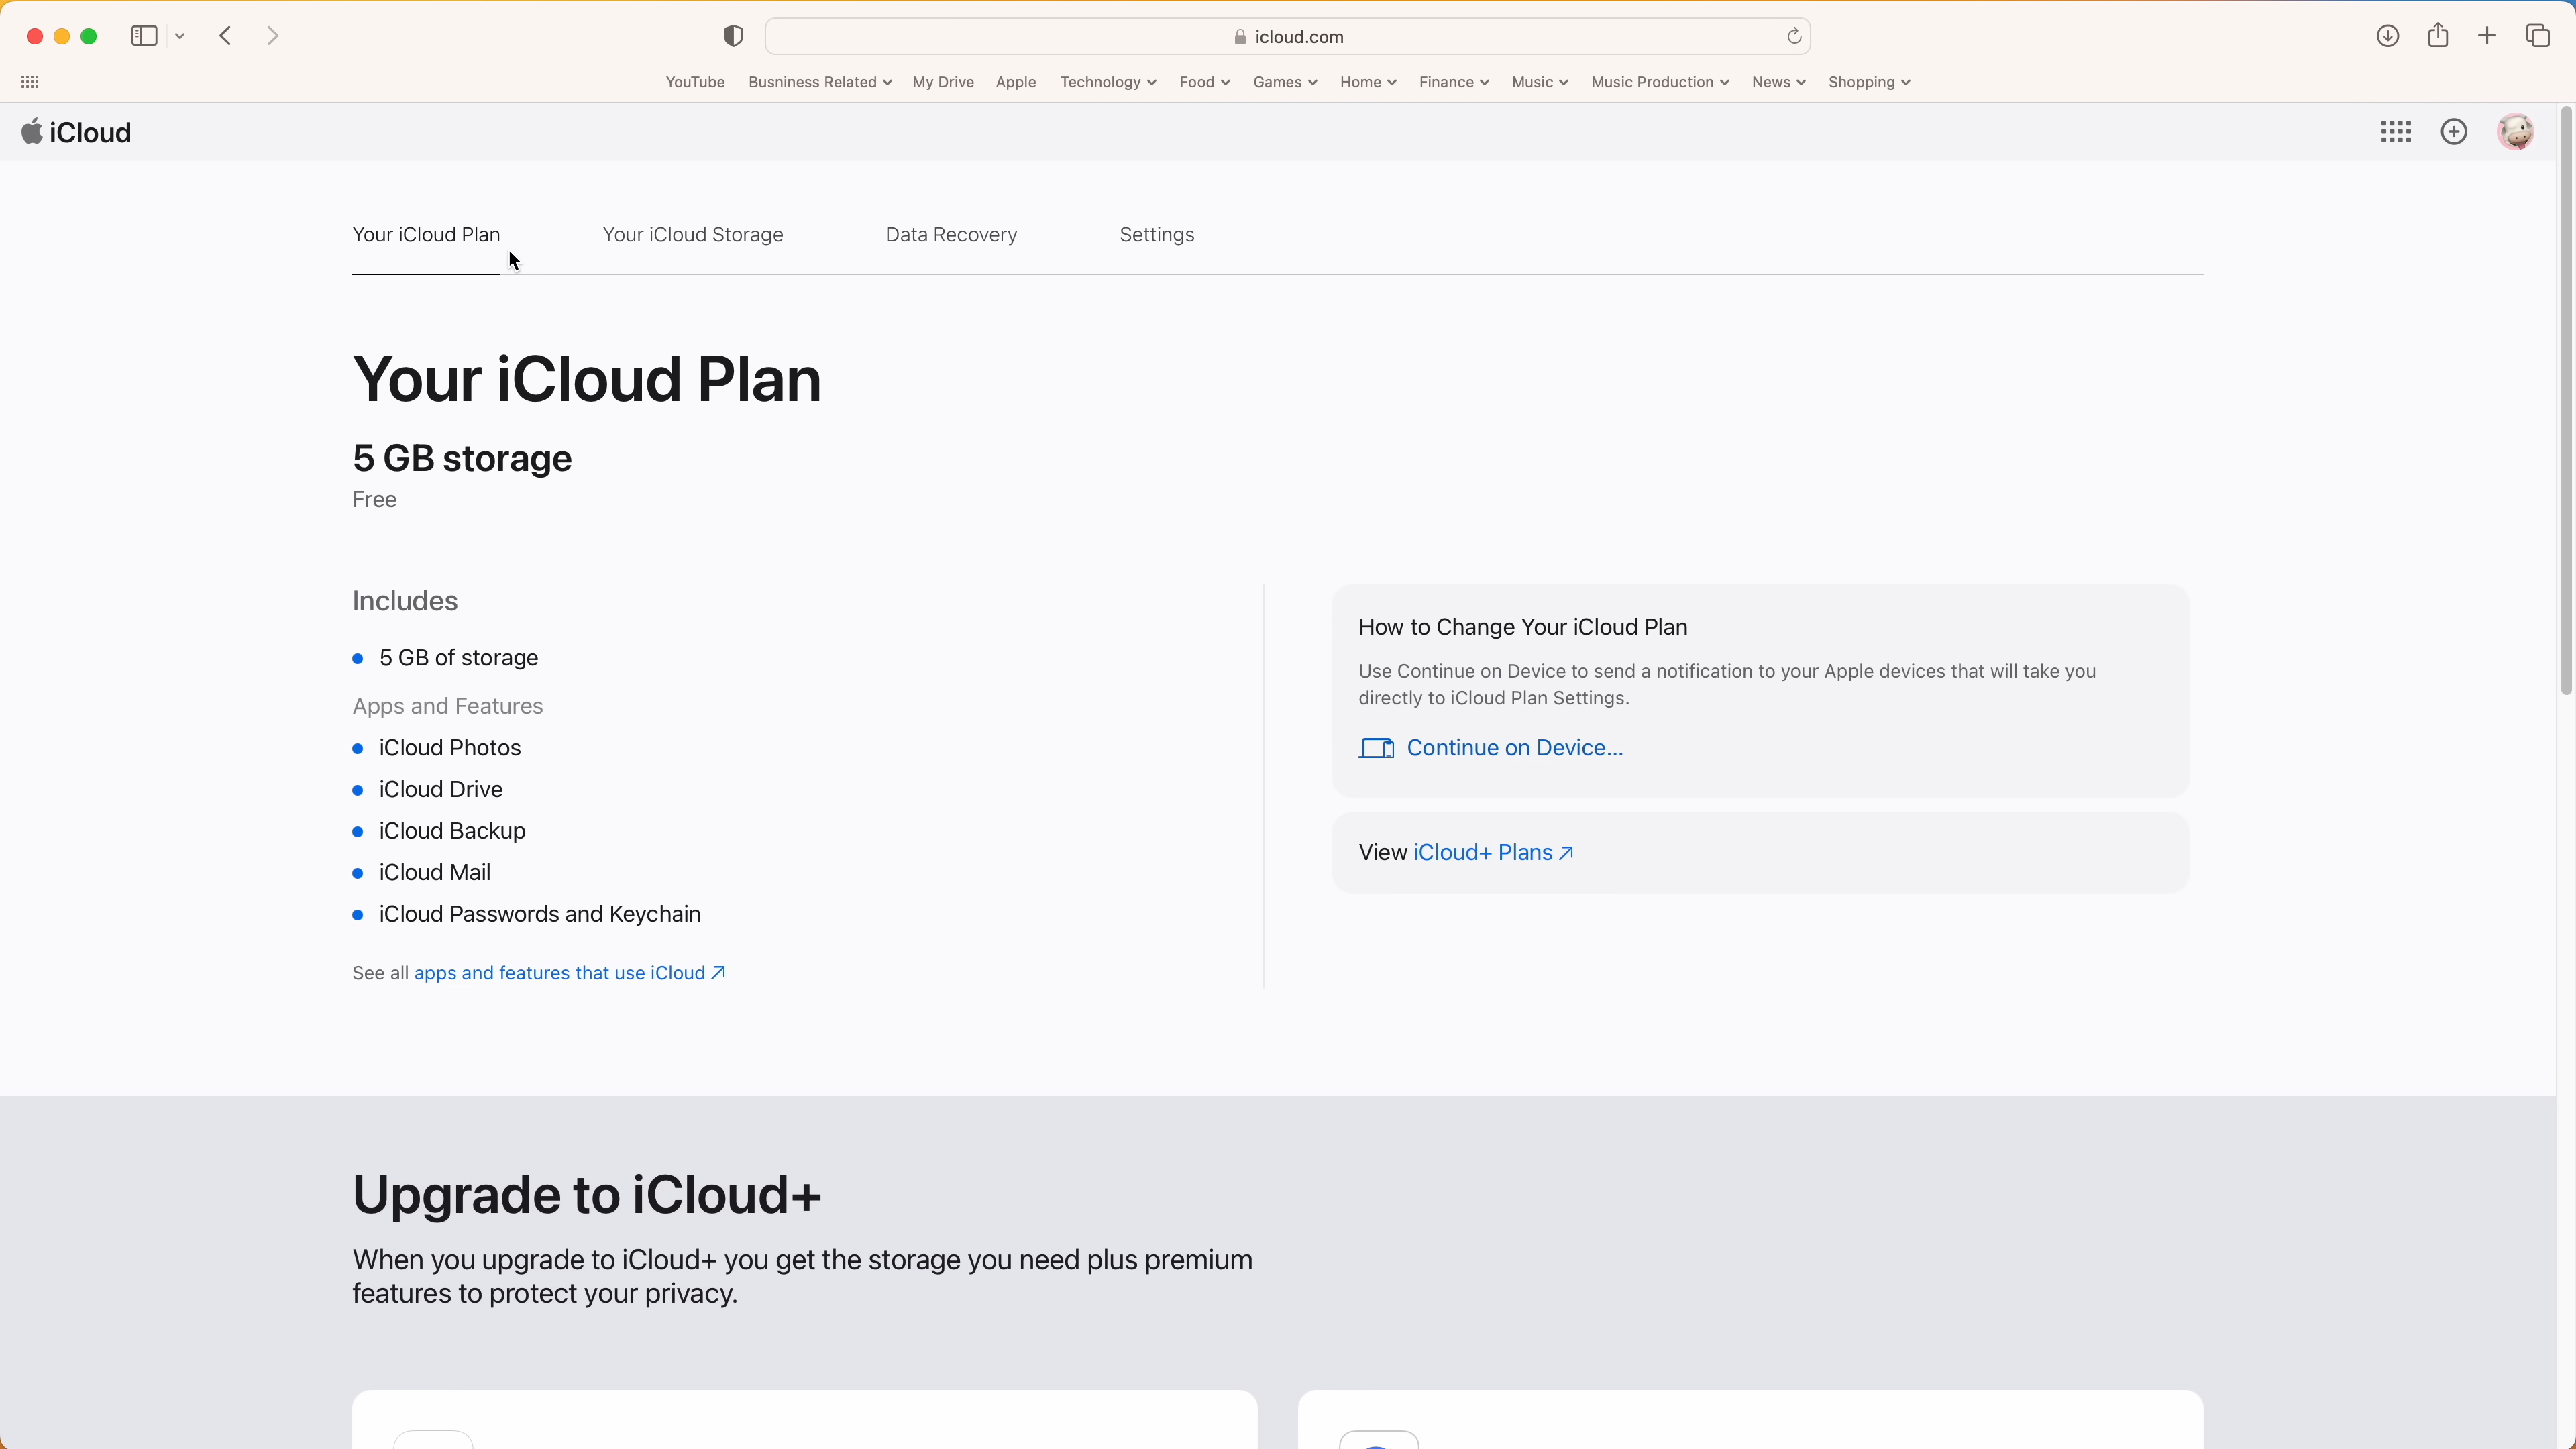 icloud.com
YouTube Busniness Related My Drive Apple Technology Food Games Home Finance Music Music Production News Shopping
iCloud
Your iCloud Plan Your iCloud Storage Data Recovery Settings
Your iCloud Plan
5 GB storage
Free
Includes
5 GB of storage
Apps and Features
iCloud Photos
iCloud Drive
iCloud Backup
iCloud Mail
iCloud Passwords and Keychain
See all apps and features that use iCloud
How to Change Your iCloud Plan
Use Continue on Device to send a notification to your Apple devices that will take you
directly to iCloud Plan Settings.
Continue on Device...
View iCloud+ Plans
Upgrade to iCloud+
When you upgrade to iCloud+ you get the storage you need plus premium
features to protect your privacy.